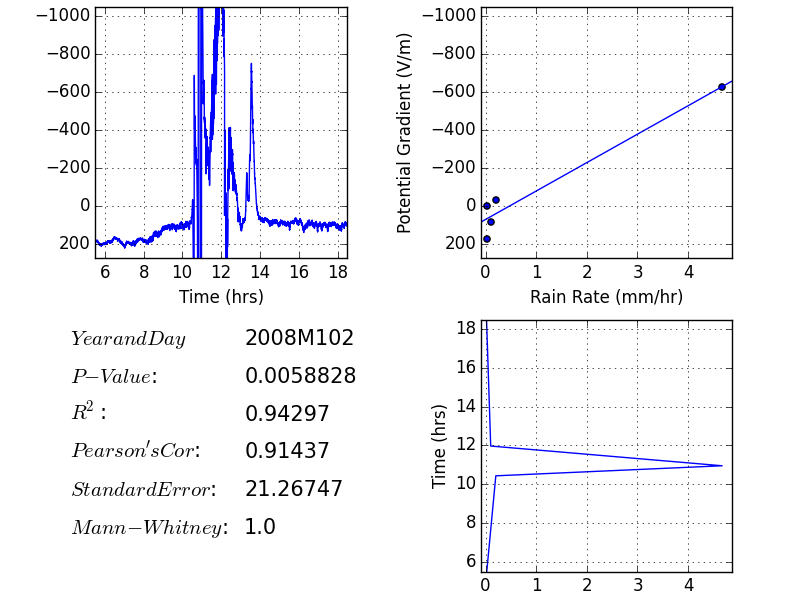 −1000
−800
−600
−400
−200
0
200
6 8 10 12 14 16 18
Time (hrs)
Potential Gradient (V/m)
−1000
−800
−600
−400
−200
0
200
0 1 2 3 4
Rain Rate (mm/hr)
YearandDay 2008M102
P−Value: 0.0058828
R²: 0.94297
Pearson'sCor: 0.91437
StandardError: 21.26747
Mann−Whitney: 1.0
Time (hrs)
18
16
14
12
10
8
6
0 1 2 3 4